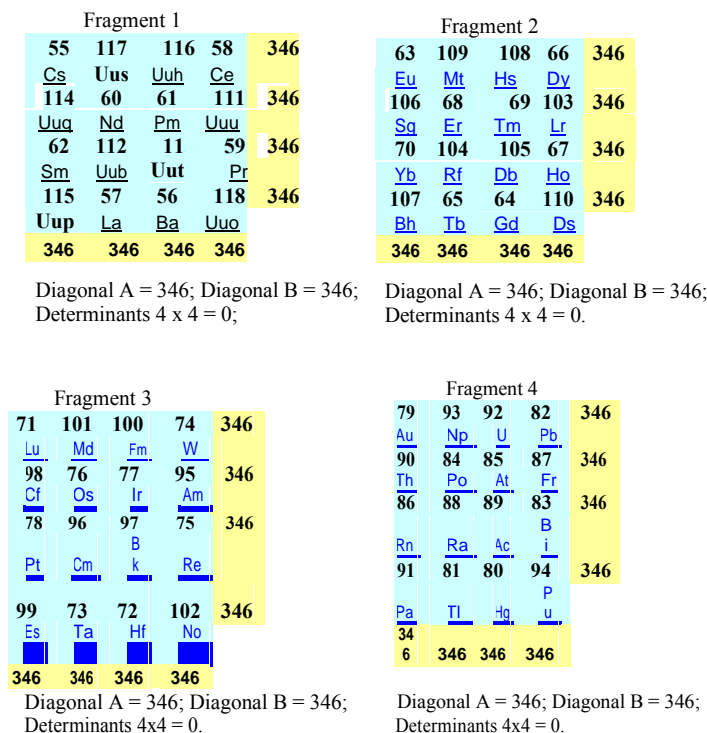 Fragment 1
55 117 116 58 346
Cs Uus Uuh Ce
114 60 61 111 346
Uuq Nd Pm Uuu
62 112 11 59 346
Sm Uub Uut Pr
115 57 56 118 346
Uup La Ba Uuo
346 346 346 346
Diagonal A = 346; Diagonal B = 346;
Determinants 4 x 4 = 0;
Fragment 2
63 109 108 66 346
Eu Mt Hs Dy
106 68 69 103 346
Sg Er Tm Lr
70 104 105 67 346
Yb Rf Db Ho
107 65 64 110 346
Bh Tb Gd Ds
346 346 346 346
Diagonal A = 346; Diagonal B = 346;
Determinants 4 x 4 = 0.
Fragment 3
71 101 100 74 346
Lu Md Fm W
98 76 77 95 346
Cf Os Ir Am
78 96 97 75 346
B
Pt Cm k Re
99 73 72 102 346
Es Ta Hf No
346 346 346 346
Diagonal A = 346; Diagonal B = 346;
Determinants 4x4 = 0.
Fragment 4
79 93 92 82 346
Au Np U Pb
90 84 85 87 346
Th Po At Fr
86 88 89 83 346
B
Rn Ra Ac i
91 81 80 94 346
P
Pa Tl Hg u
34
6 346 346 346
Diagonal A = 346; Diagonal B = 346;
Determinants 4x4 = 0.